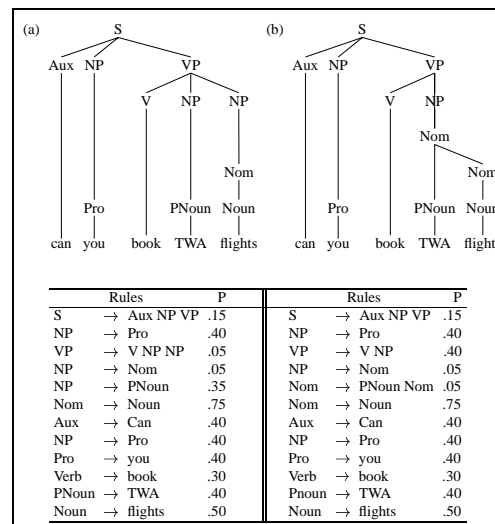 (a) S (b) S
Aux NP VP Aux NP VP
V NP NP V NP
Nom
Nom Nom
Pro PNoun Noun Pro PNoun Noun
can you book TWA flights can you book TWA flights
Rules P Rules P
S → Aux NP VP .15 S → Aux NP VP .15
NP → Pro .40 NP → Pro .40
VP → V NP NP .05 VP → V NP .40
NP → Nom .05 NP → Nom .05
NP → PNoun .35 Nom → PNoun Nom .05
Nom → Noun .75 Nom → Noun .75
Aux → Can .40 Aux → Can .40
NP → Pro .40 NP → Pro .40
Pro → you .40 Pro → you .40
Verb → book .30 Verb → book .30
PNoun → TWA .40 Pnoun → TWA .40
Noun → flights .50 Noun → flights .50